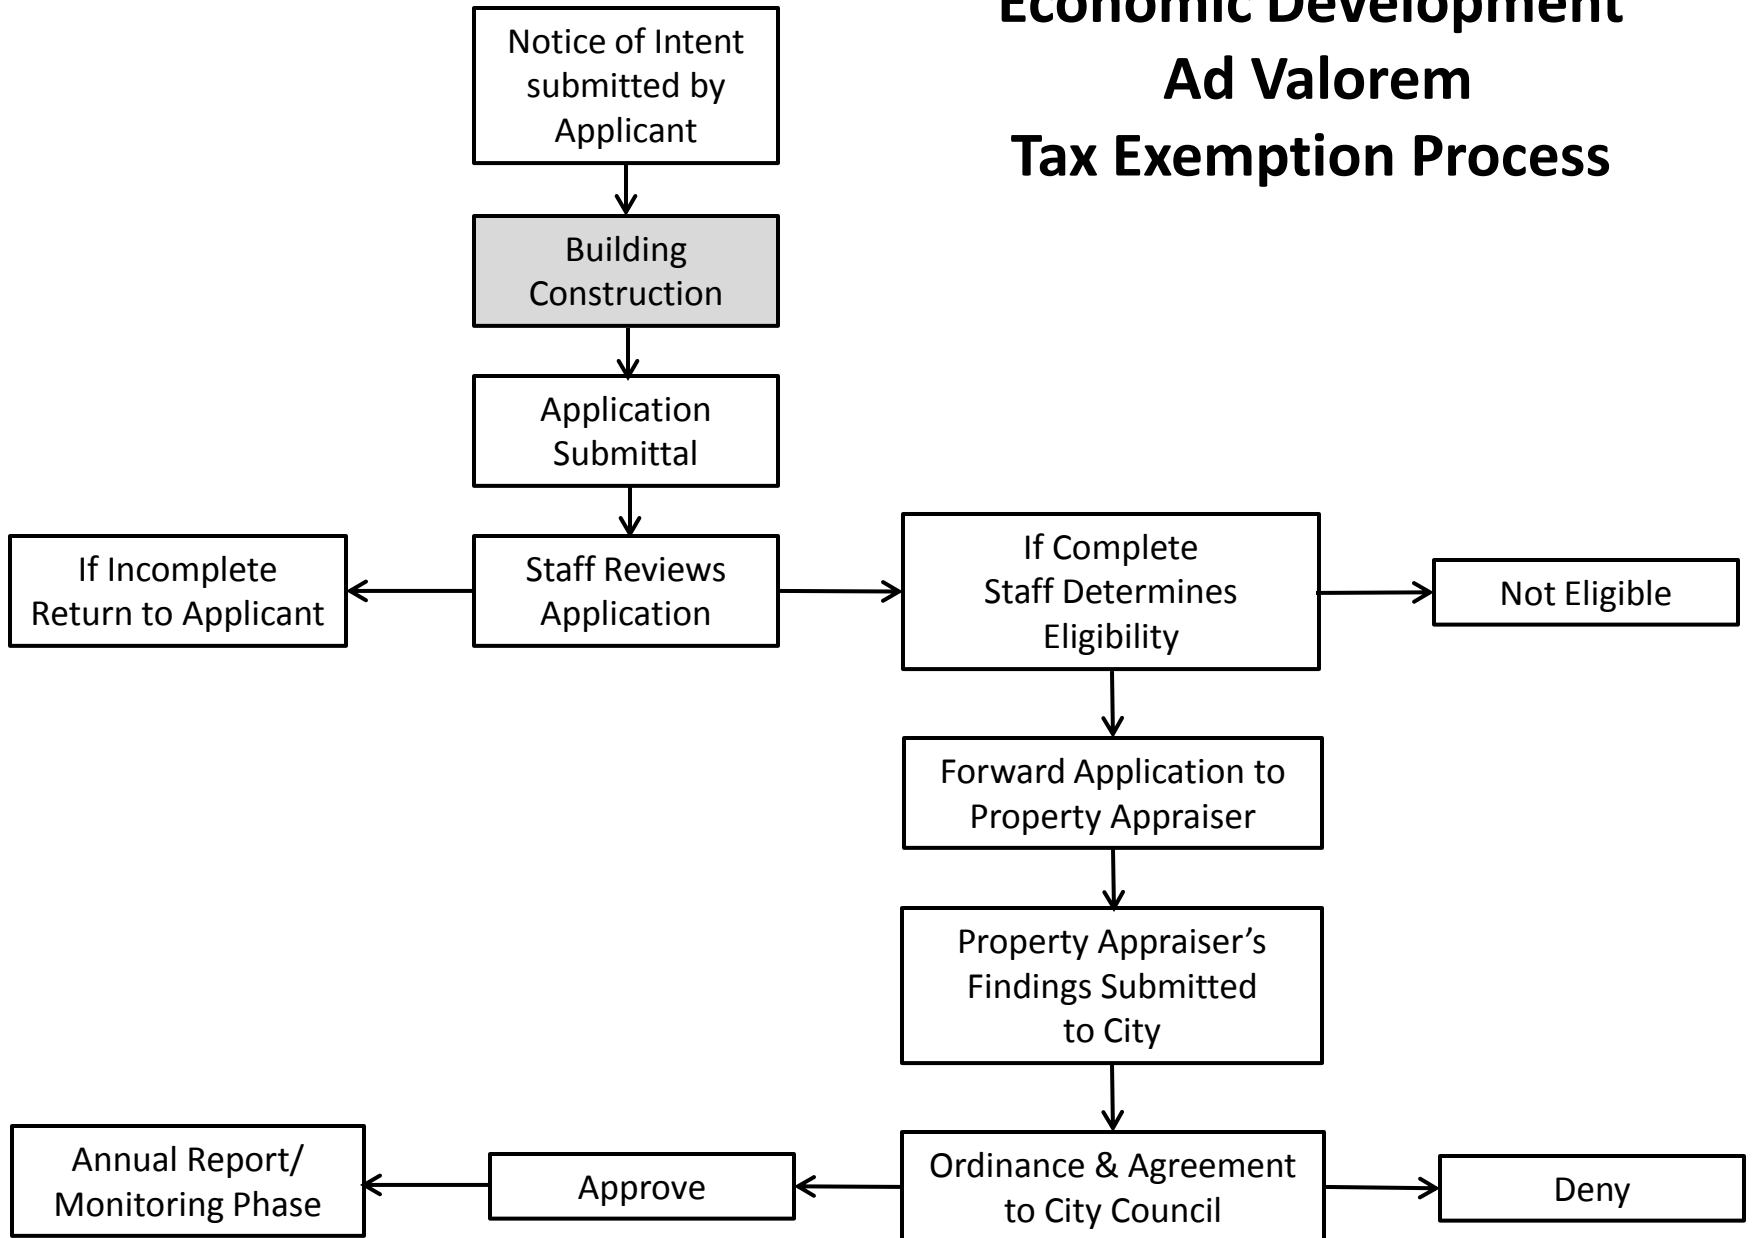 Economic Development
Ad Valorem
Tax Exemption Process
Notice of Intent
submitted by
Applicant
Building
Construction
Application
Submittal
If Incomplete
Return to Applicant
Staff Reviews
Application
If Complete
Staff Determines
Eligibility
Not Eligible
Forward Application to
Property Appraiser
Property Appraiser’s
Findings Submitted
to City
Annual Report/
Monitoring Phase
Approve
Ordinance & Agreement
to City Council
Deny